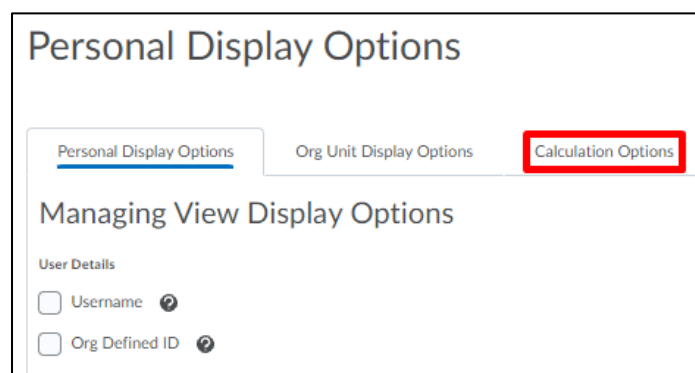 Personal Display Options
Personal Display Options Org Unit Display Options Calculation Options
Managing View Display Options
User Details
Username ?
Org Defined ID ?